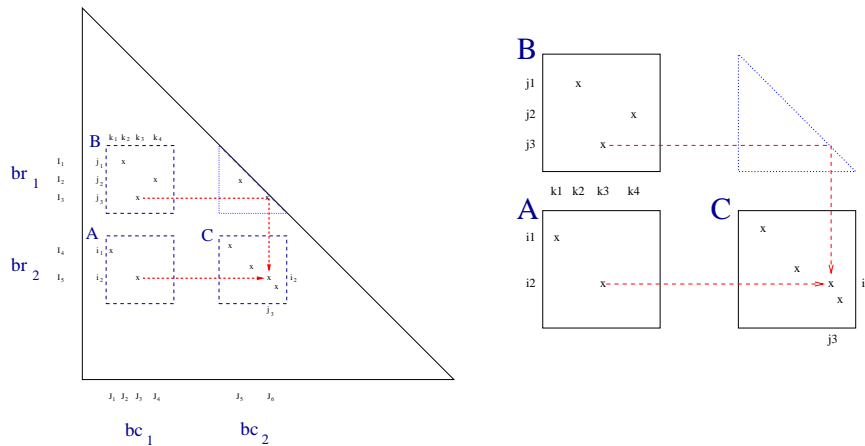 k1 k2 k3 k4
B
I1 j1 x
br 1 I2 j2 x x
I3 j3 x x
A C
I4 i1 x x
x
br 2 I5 i2 x x i2
x
j3
J1 J2 J3 J4 J5 J6
bc 1 bc 2
B
j1 x
j2 x
j3 x
k1 k2 k3 k4
A C
i1 x x
x
i2 x x i
x
j3